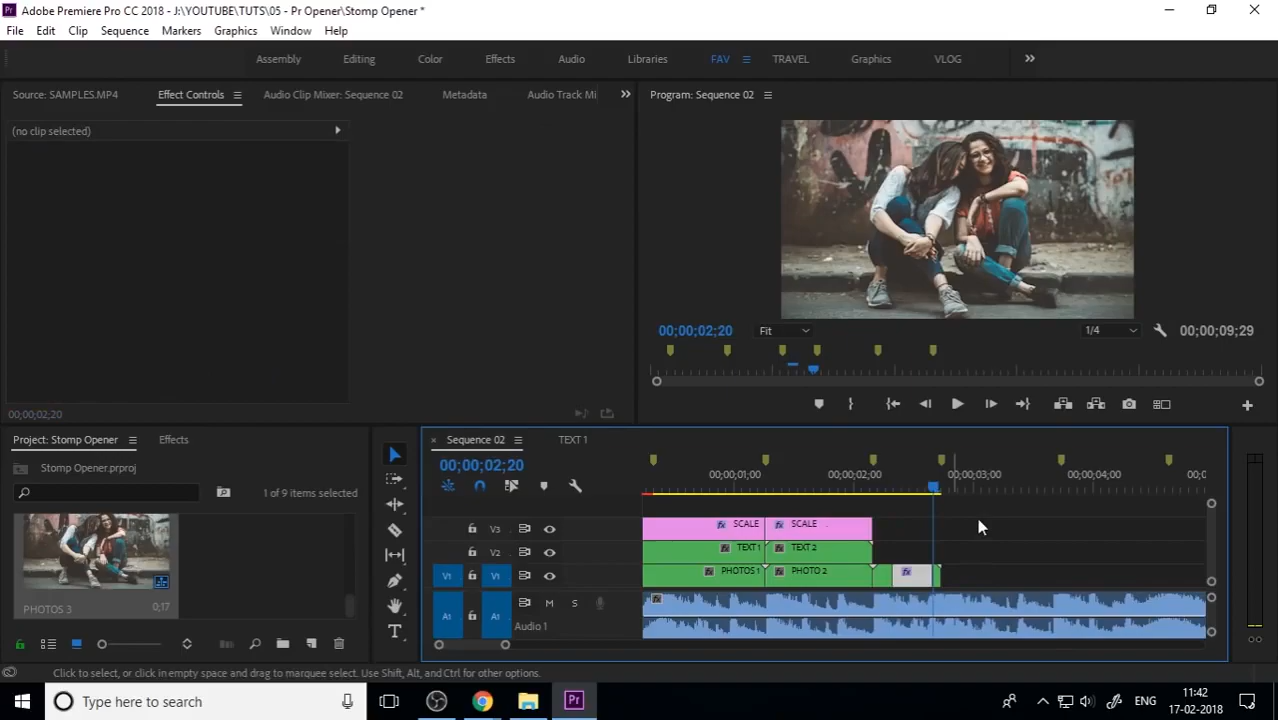 Adobe Premiere Pro CC 2018 - J:\YOUTUBE\TUTS\05 - Pr Opener\Stomp Opener *
File Edit Clip Sequence Markers Graphics Window Help
Assembly Editing Color Effects Audio Libraries FAV TRAVEL Graphics VLOG
Source: SAMPLES.MP4 Effect Controls Audio Clip Mixer: Sequence 02 Metadata Audio Track Mi
Program: Sequence 02
(no clip selected)
00;00;02;20 Fit 1/4 00;00;09;29
00;00;02;20
Project: Stomp Opener Effects
Stomp Opener.prproj
1 of 9 items selected
PHOTOS 3 0;17
Sequence 02 TEXT 1
00;00;02;20
00;00;01;00 00;00;02;00 00;00;03;00 00;00;04;00 00;0
V3 SCALE SCALE
V2 TEXT1 TEXT 2
V1 V1 PHOTOS1 PHOTO 2
A1 A1 M S
Audio 1
Click to select, or click in empty space and drag to marquee select. Use Shift, Alt, and Ctrl for other options.
Type here to search
Pr
ENG
11:42
17-02-2018